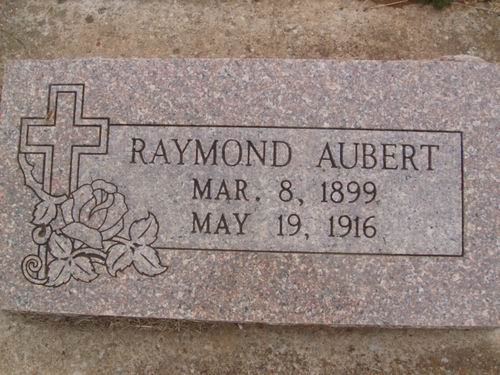 RAYMOND AUBERT
MAR. 8, 1899
MAY 19, 1916